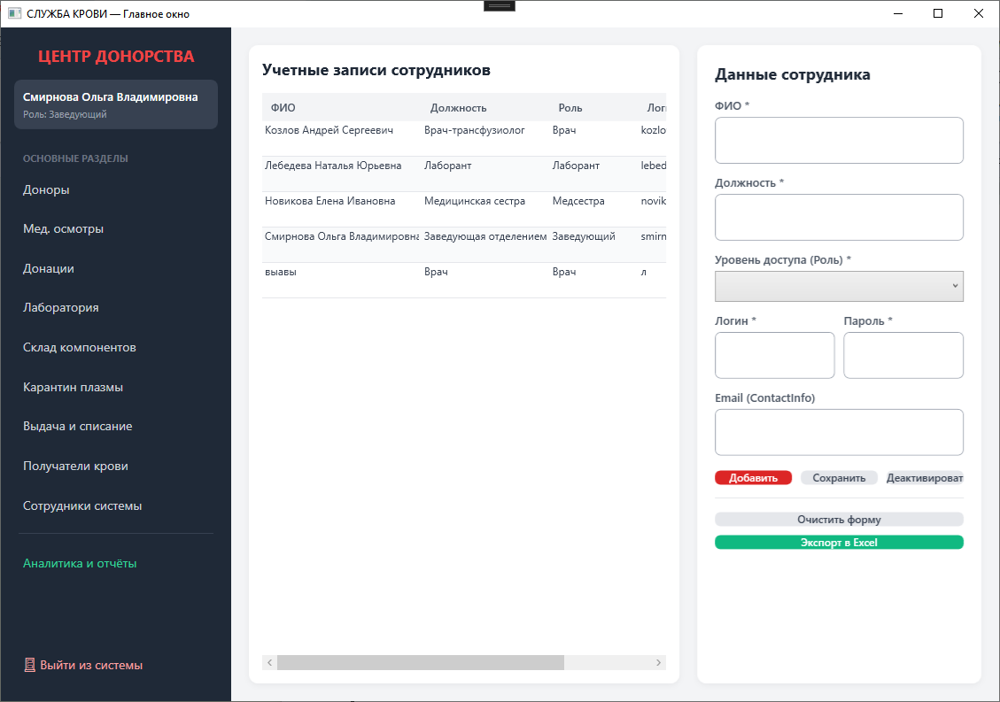 СЛУЖБА КРОВИ — Главное окно
ЦЕНТР ДОНОРСТВА
Смирнова Ольга Владимировна
Роль: Заведующий
ОСНОВНЫЕ РАЗДЕЛЫ
Доноры
Мед. осмотры
Донации
Лаборатория
Склад компонентов
Карантин плазмы
Выдача и списание
Получатели крови
Сотрудники системы
Аналитика и отчёты
Выйти из системы
Учетные записи сотрудников
ФИО Должность Роль Лог
Козлов Андрей Сергеевич Врач-трансфузиолог Врач kozlo
Лебедева Наталья Юрьевна Лаборант Лаборант lebed
Новикова Елена Ивановна Медицинская сестра Медсестра novik
Смирнова Ольга Владимировна Заведующая отделением Заведующий smirn
выавы Врач Врач л
Данные сотрудника
ФИО *
Должность *
Уровень доступа (Роль) *
Логин * Пароль *
Email (ContactInfo)
Добавить Сохранить Деактивироват
Очистить форму
Экспорт в Excel